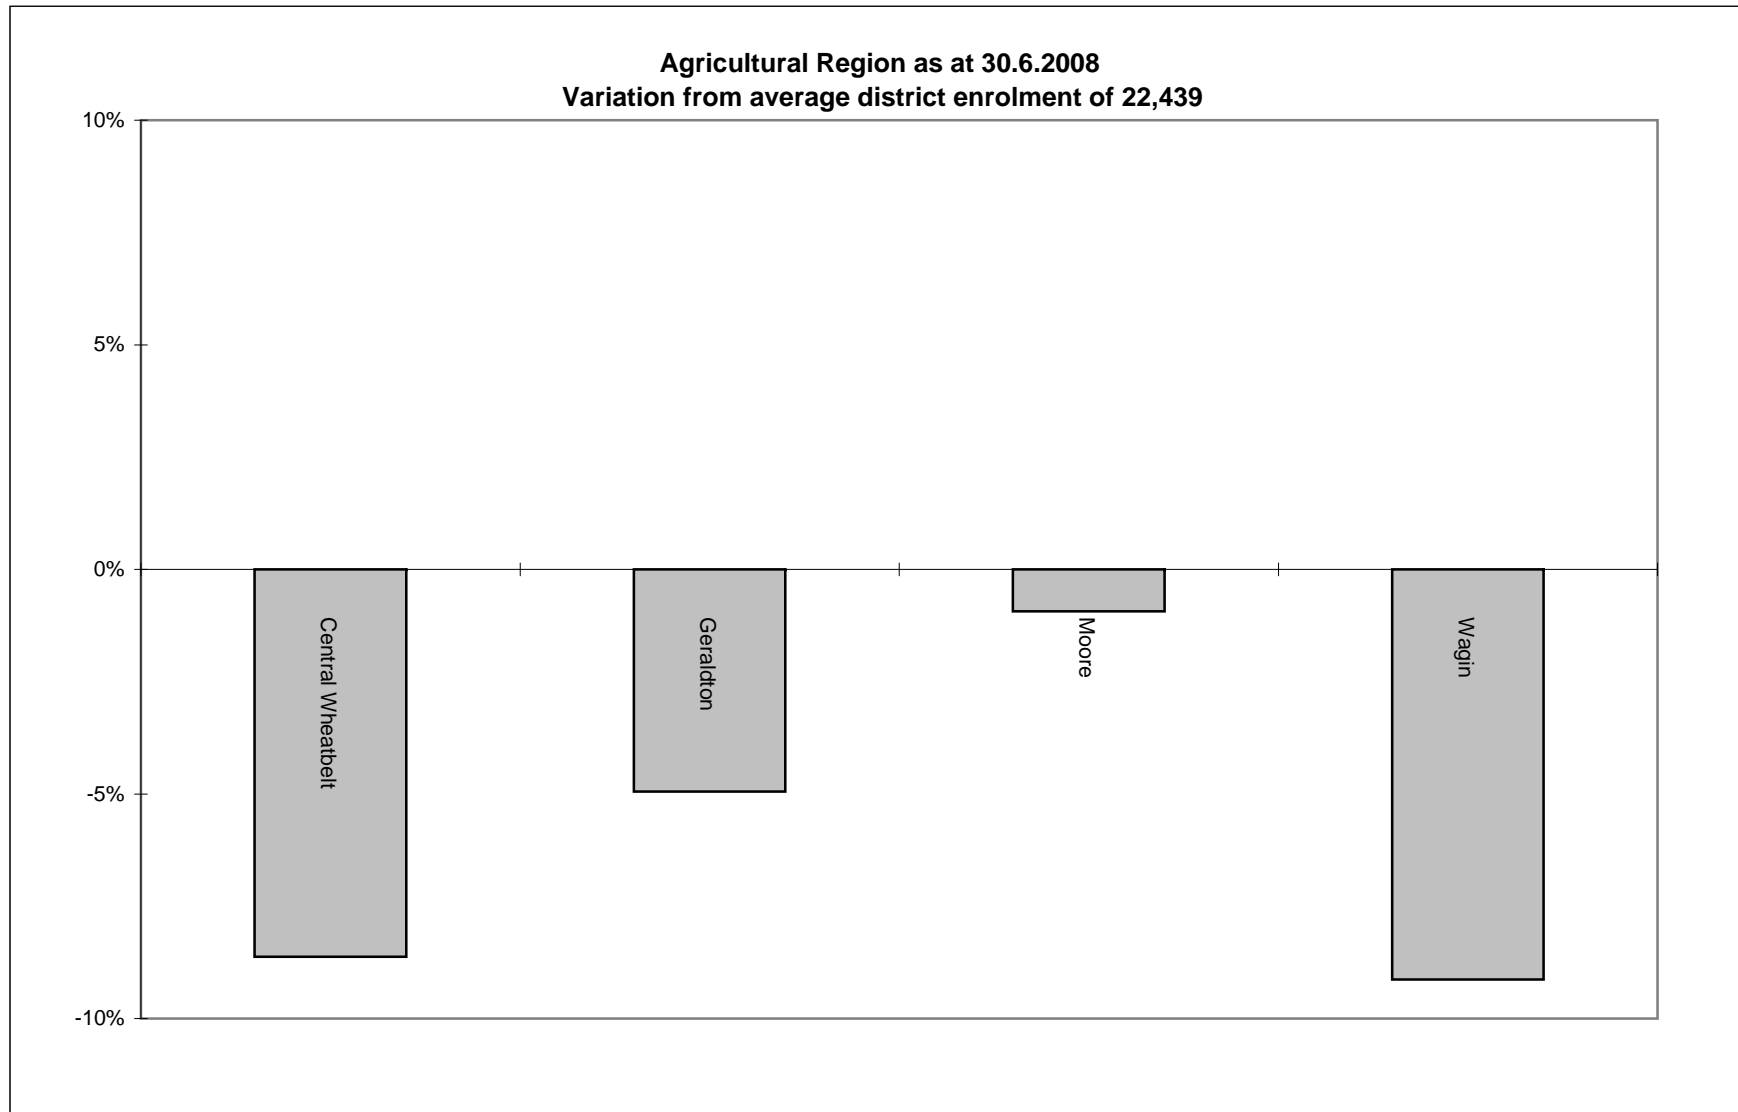 Agricultural Region as at 30.6.2008
Variation from average district enrolment of 22,439
10%
5%
0%
-5%
-10%
Central Wheatbelt
Geraldton
Moore
Wagin